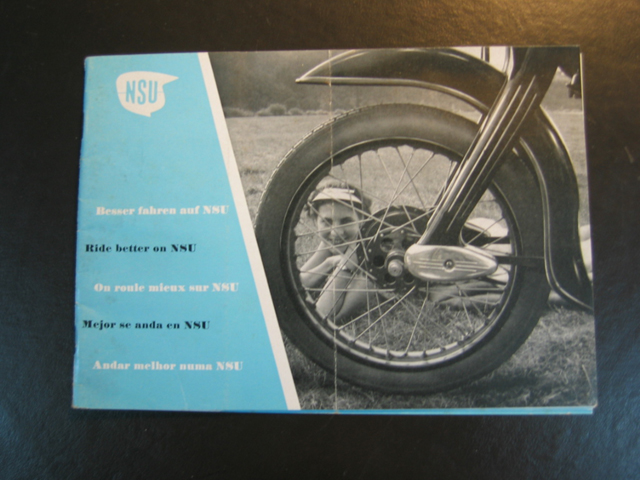 NSU
Besser fahren auf NSU
Ride better on NSU
On roule mieux sur NSU
Mejor se anda en NSU
Andar melhor numa NSU